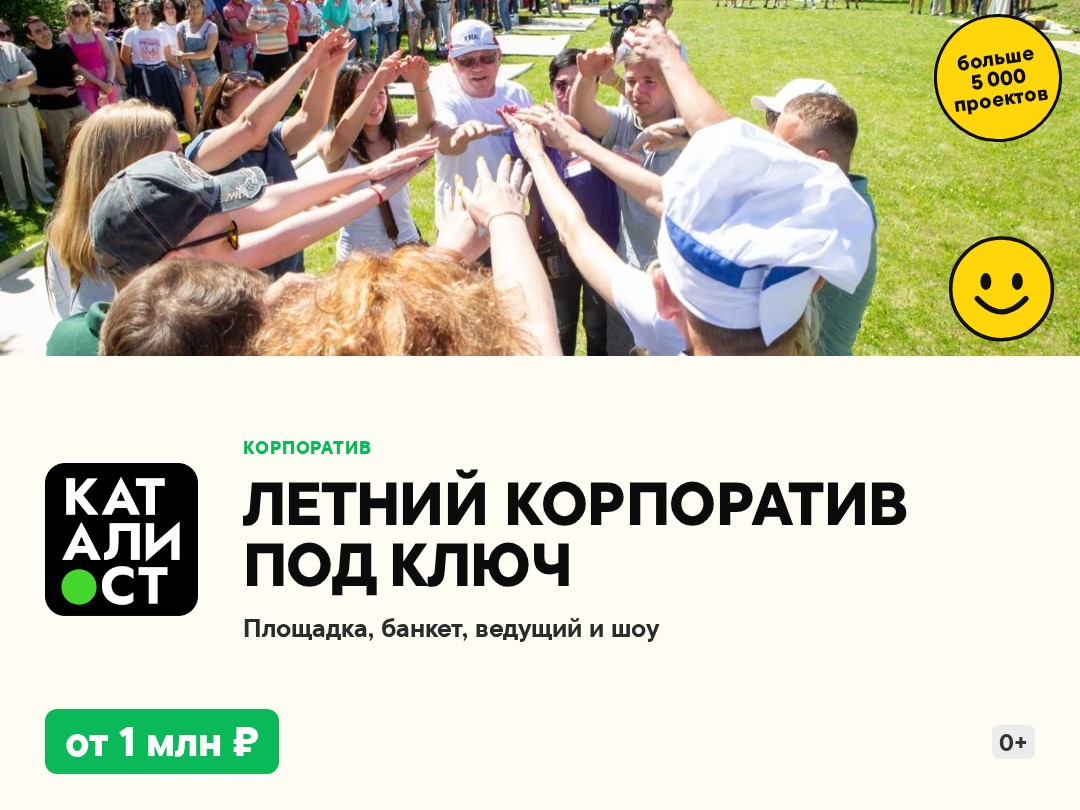 больше
5 000
проектов
КОРПОРАТИВ
КАТ
АЛИ
СТ
ЛЕТНИЙ КОРПОРАТИВ
ПОД КЛЮЧ
Площадка, банкет, ведущий и шоу
от 1 млн ₽
0+